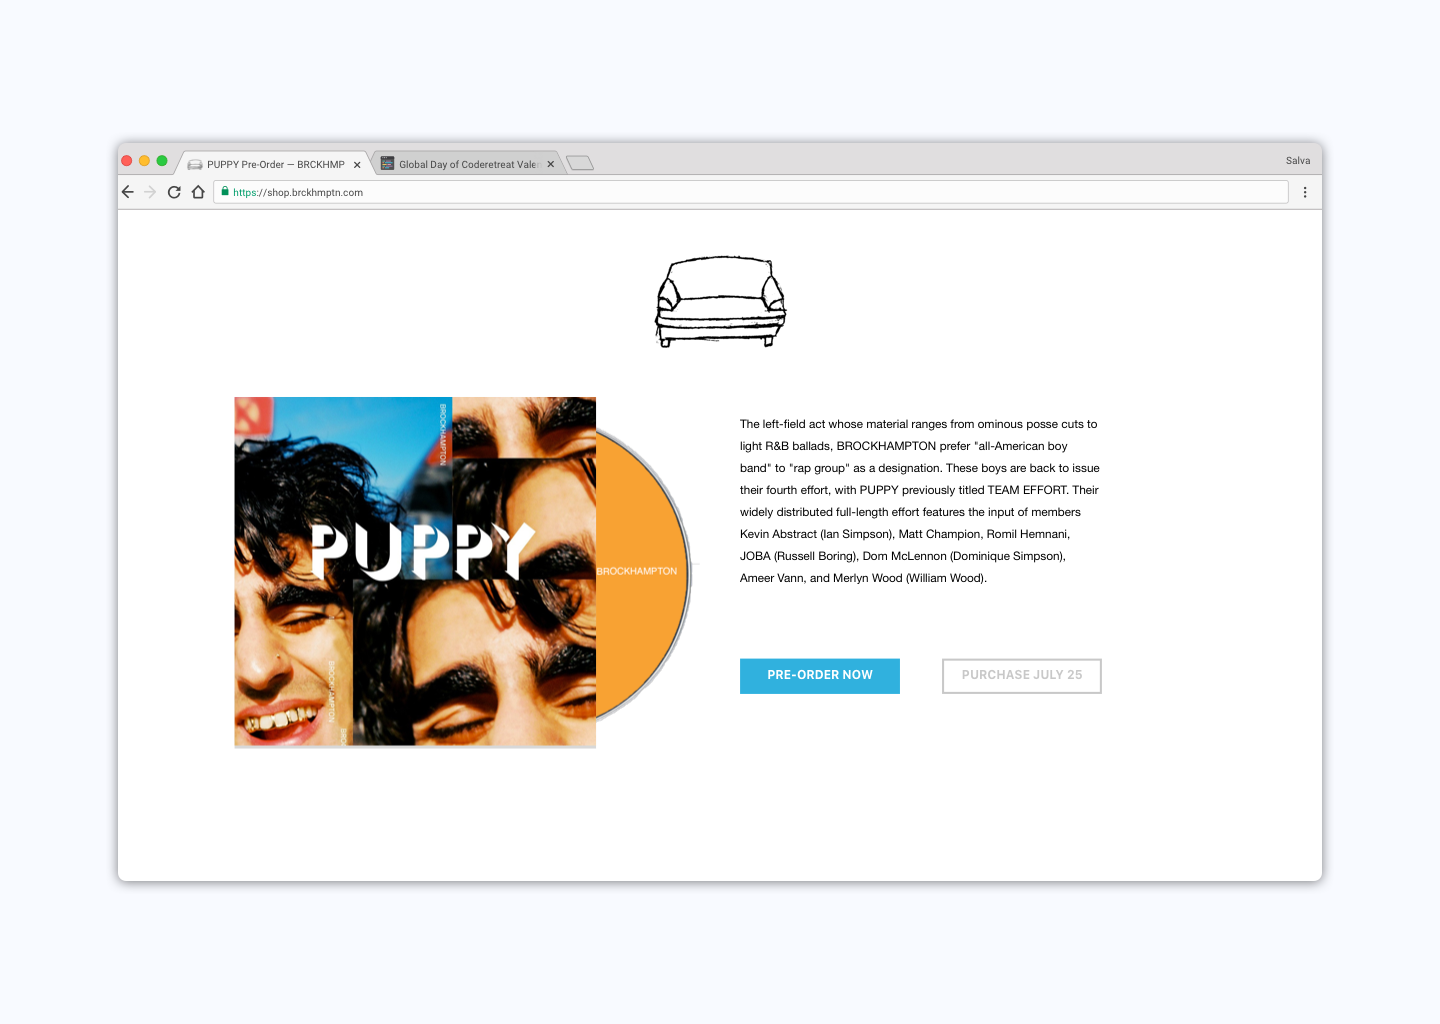 PUPPY Pre-Order — BRCKHMP
Global Day of Coderetreat Valen
Salva
https://shop.brckhmptn.com
BROCKHAMPTON
PUPPY
BROCKHAMPTON
BROCKHAMPTON
BROC
The left-field act whose material ranges from ominous posse cuts to
light R&B ballads, BROCKHAMPTON prefer "all-American boy
band" to "rap group" as a designation. These boys are back to issue
their fourth effort, with PUPPY previously titled TEAM EFFORT. Their
widely distributed full-length effort features the input of members
Kevin Abstract (Ian Simpson), Matt Champion, Romil Hemnani,
JOBA (Russell Boring), Dom McLennon (Dominique Simpson),
Ameer Vann, and Merlyn Wood (William Wood).
PRE-ORDER NOW
PURCHASE JULY 25